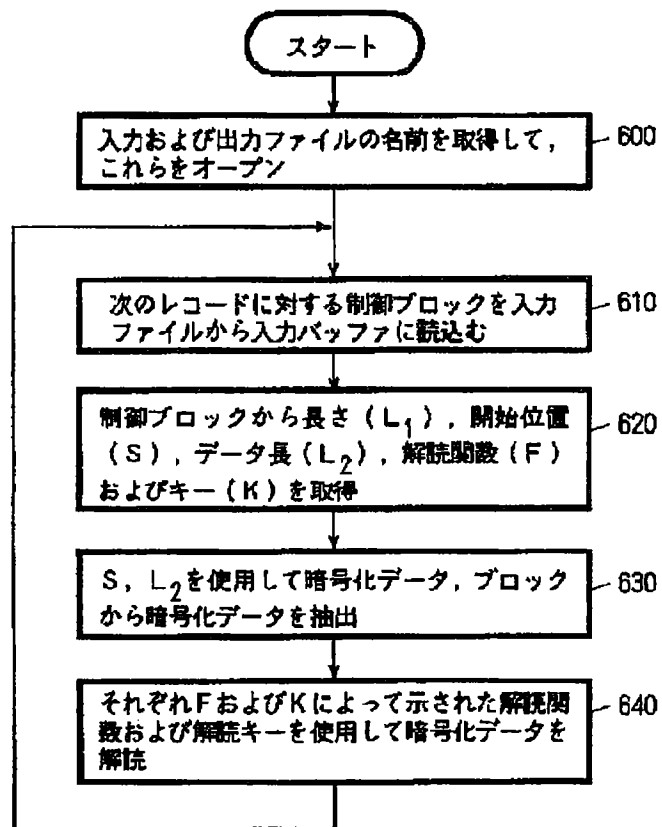 スタート
入力および出力ファイルの名前を取得して,
これらをオープン
600
次のレコードに対する制御ブロックを入力
ファイルから入力バッファに読込む
610
制御ブロックから長さ（L₁）, 開始位置
（S）, データ長（L₂）, 解読関数（F）
およびキー（K）を取得
620
S, L₂を使用して暗号化データ, ブロック
から暗号化データを抽出
630
それぞれFおよびKによって示された解読関
数および解読キーを使用して暗号化データを
解読
640